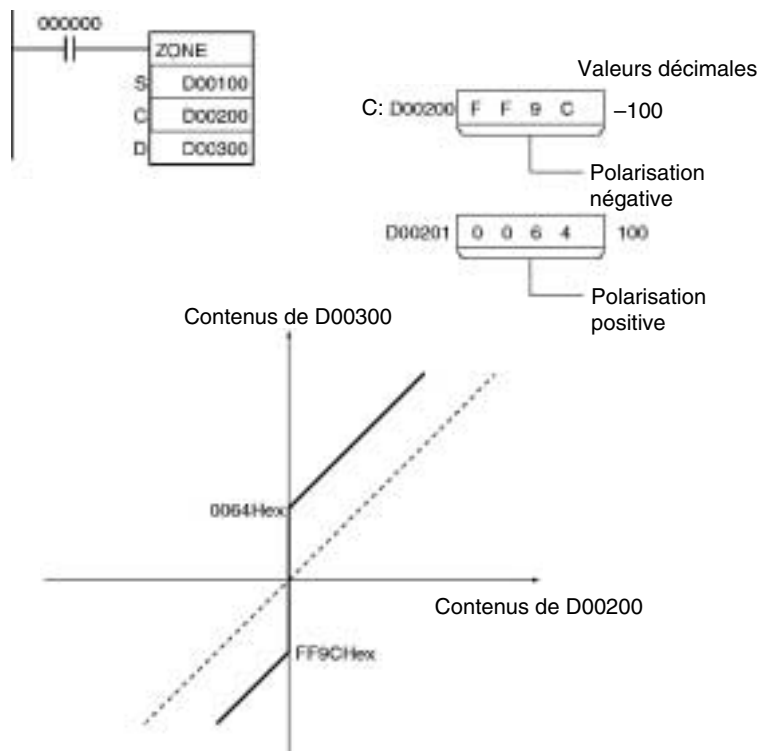 000000
ZONE
S D00100
C D00200
D D00300
Valeurs décimales
C: D00200 F F 9 C –100
Polarisation
négative
D00201 0 0 6 4 100
Polarisation
positive
Contenus de D00300
0064Hex
Contenus de D00200
FF9CHex